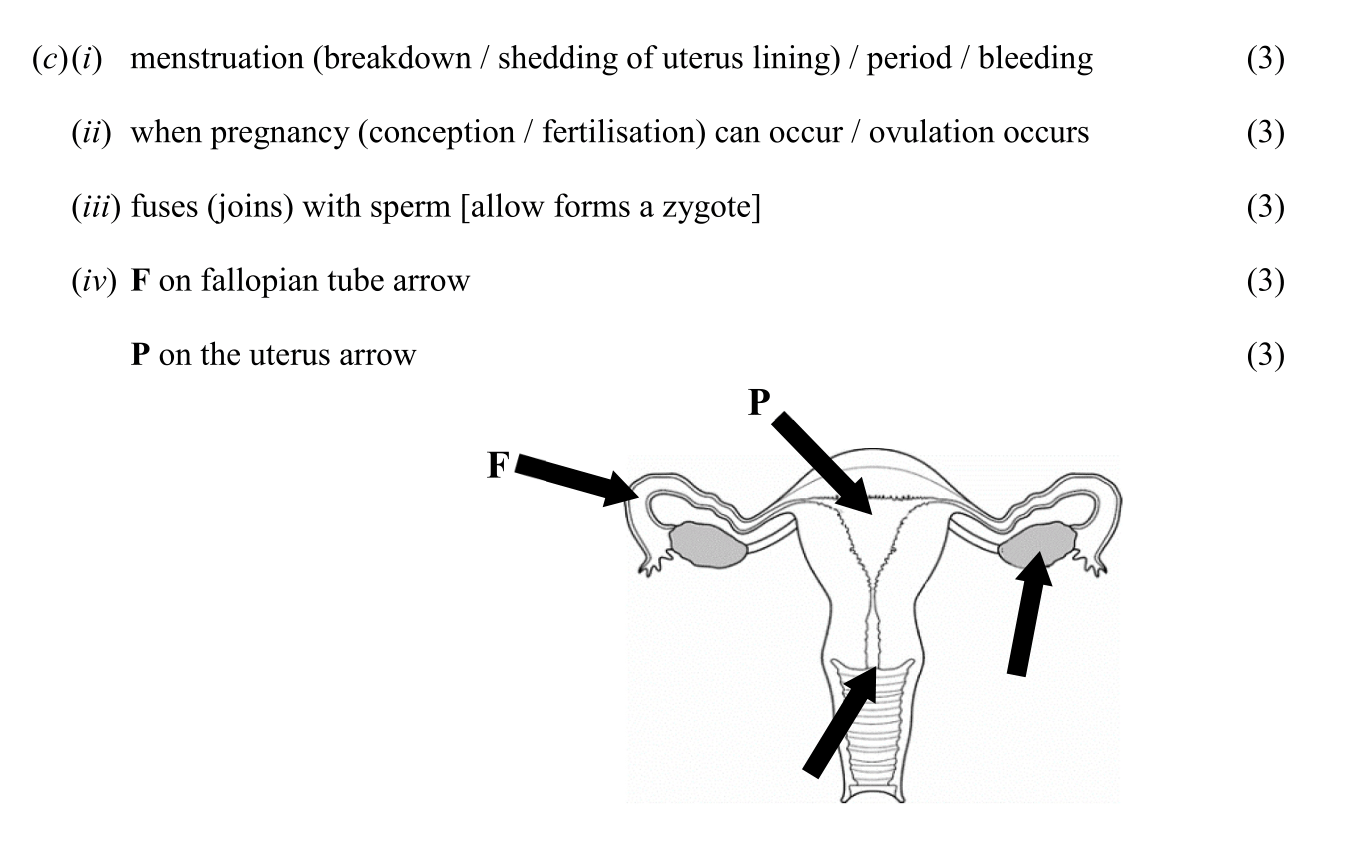 (c)(i) menstruation (breakdown / shedding of uterus lining) / period / bleeding (3)
(ii) when pregnancy (conception / fertilisation) can occur / ovulation occurs (3)
(iii) fuses (joins) with sperm [allow forms a zygote] (3)
(iv) F on fallopian tube arrow (3)
P on the uterus arrow (3)
P
F